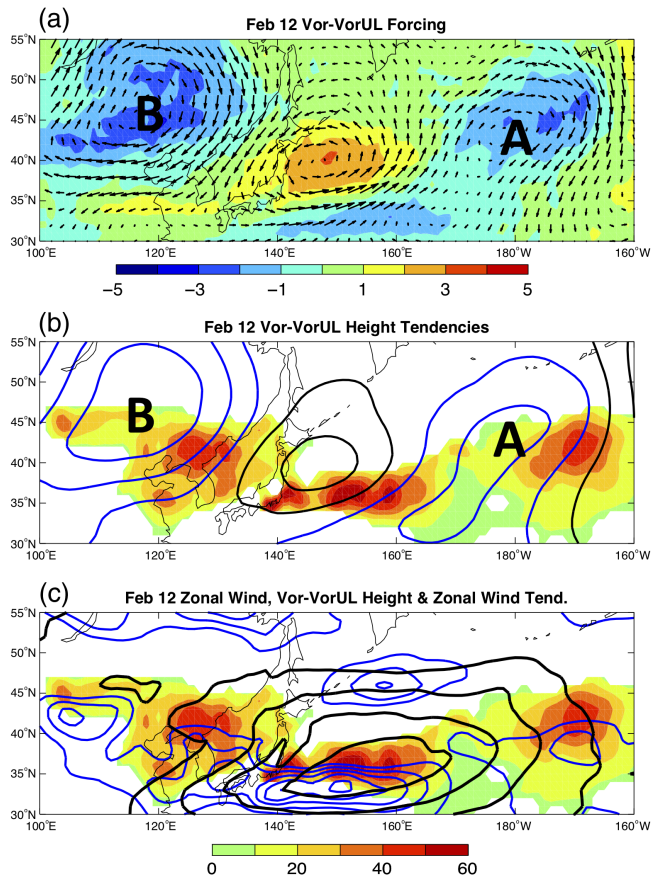 (a)
Feb 12 Vor-VorUL Forcing
55°N
50°N
45°N
40°N
35°N
30°N
B
A
100°E 120°E 140°E 160°E 180°W 160°W
−5 −3 −1 1 3 5
(b)
Feb 12 Vor-VorUL Height Tendencies
55°N
50°N
45°N
40°N
35°N
30°N
B
A
100°E 120°E 140°E 160°E 180°W 160°W
(c)
Feb 12 Zonal Wind, Vor-VorUL Height & Zonal Wind Tend.
55°N
50°N
45°N
40°N
35°N
30°N
100°E 120°E 140°E 160°E 180°W 160°W
0 20 40 60